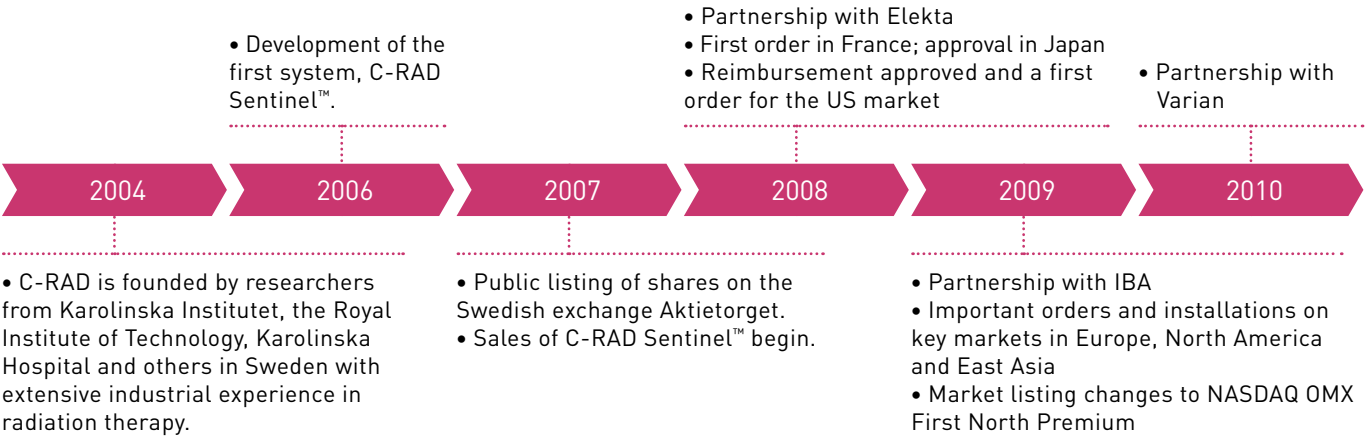 • Development of the
first system, C-RAD
Sentinel™.
• Partnership with Elekta
• First order in France; approval in Japan
• Reimbursement approved and a first
order for the US market
• Partnership with
Varian
2004
2006
2007
2008
2009
2010
• C-RAD is founded by researchers
from Karolinska Institutet, the Royal
Institute of Technology, Karolinska
Hospital and others in Sweden with
extensive industrial experience in
radiation therapy.
• Public listing of shares on the
Swedish exchange Aktietorget.
• Sales of C-RAD Sentinel™ begin.
• Partnership with IBA
• Important orders and installations on
key markets in Europe, North America
and East Asia
• Market listing changes to NASDAQ OMX
First North Premium